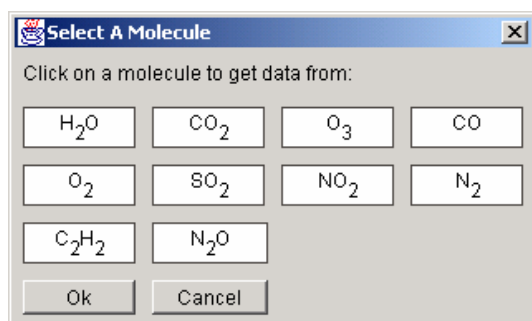 Select A Molecule
Click on a molecule to get data from:
H₂O CO₂ O₃ CO
O₂ SO₂ NO₂ N₂
C₂H₂ N₂O
Ok Cancel